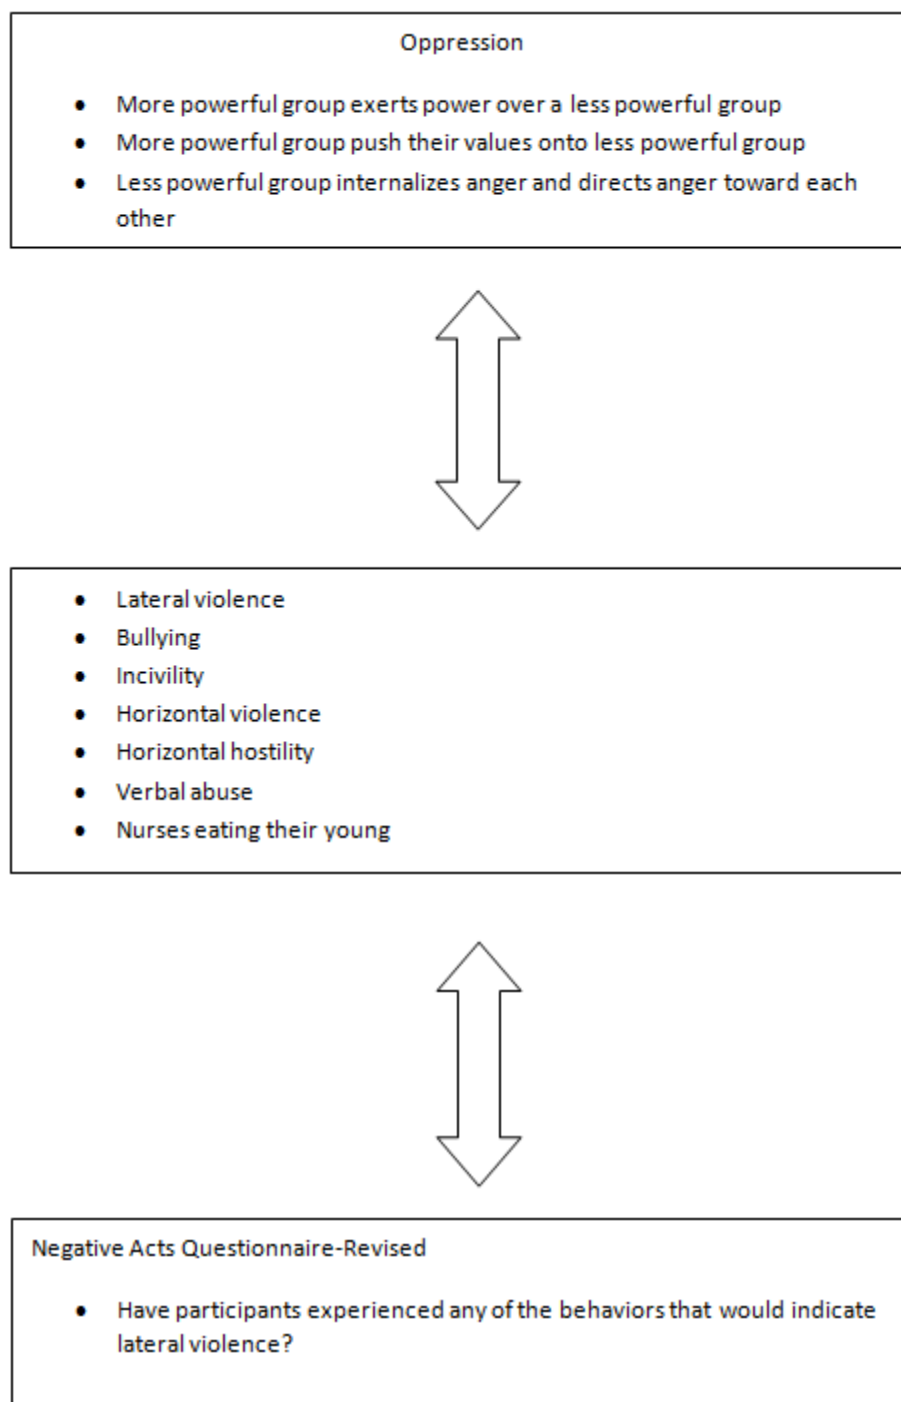 Oppression
• More powerful group exerts power over a less powerful group
• More powerful group push their values onto less powerful group
• Less powerful group internalizes anger and directs anger toward each
other
• Lateral violence
• Bullying
• Incivility
• Horizontal violence
• Horizontal hostility
• Verbal abuse
• Nurses eating their young
Negative Acts Questionnaire-Revised
• Have participants experienced any of the behaviors that would indicate
lateral violence?